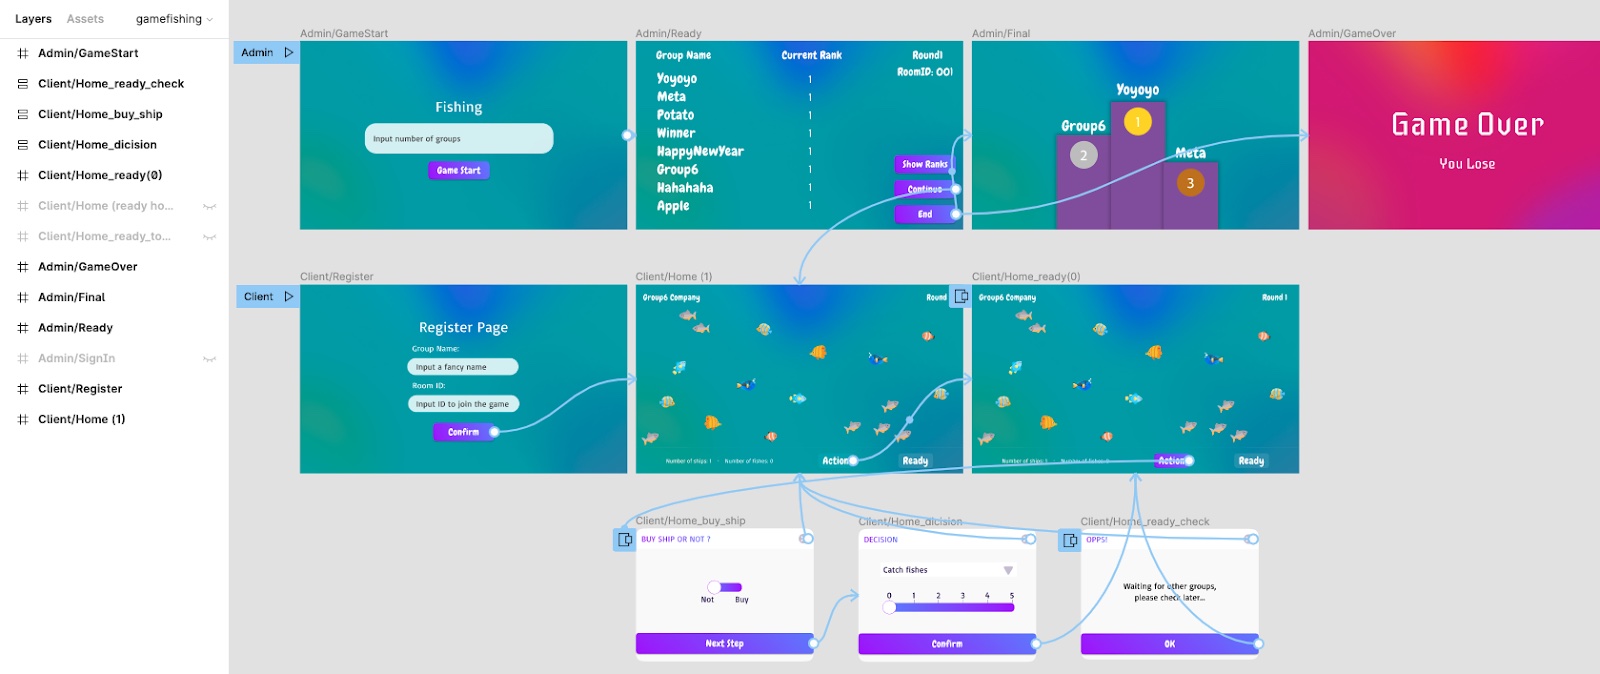 Layers Assets gamefishing
Admin/GameStart
Client/Home_ready_check
Client/Home_buy_ship
Client/Home_dicision
Client/Home_ready(0)
Client/Home (ready ho...
Client/Home_ready_to...
Admin/GameOver
Admin/Final
Admin/Ready
Admin/SignIn
Client/Register
Client/Home (1)
Admin
Admin/GameStart
Fishing
Input number of groups
Game Start
Admin/Ready
Group Name Current Rank Round1
RoomID: 001
Yoyoyo 1
Meta 1
Potato 1
Winner 1
HappyNewYear 1
Group6 1
Hahahaha 1
Apple 1
Show Ranks
Continue
End
Admin/Final
Yoyoyo
1
Group6
2
Meta
3
Admin/GameOver
Game Over
You Lose
Client
Client/Register
Register Page
Group Name:
Input a fancy name
Room ID:
Input ID to join the game
Confirm
Client/Home (1)
Group6 Company Round
Number of ships: 1 Number of fishes: 0 Action Ready
Client/Home_ready(0)
Group6 Company Round 1
Number of ships: 1 Number of fishes: 0 Action Ready
Client/Home_buy_ship
BUY SHIP OR NOT ?
Not Buy
Next Step
Client/Home_dicision
DECISION
Catch fishes
0 1 2 3 4 5
Confirm
Client/Home_ready_check
OPPS!
Waiting for other groups,
please check later...
OK